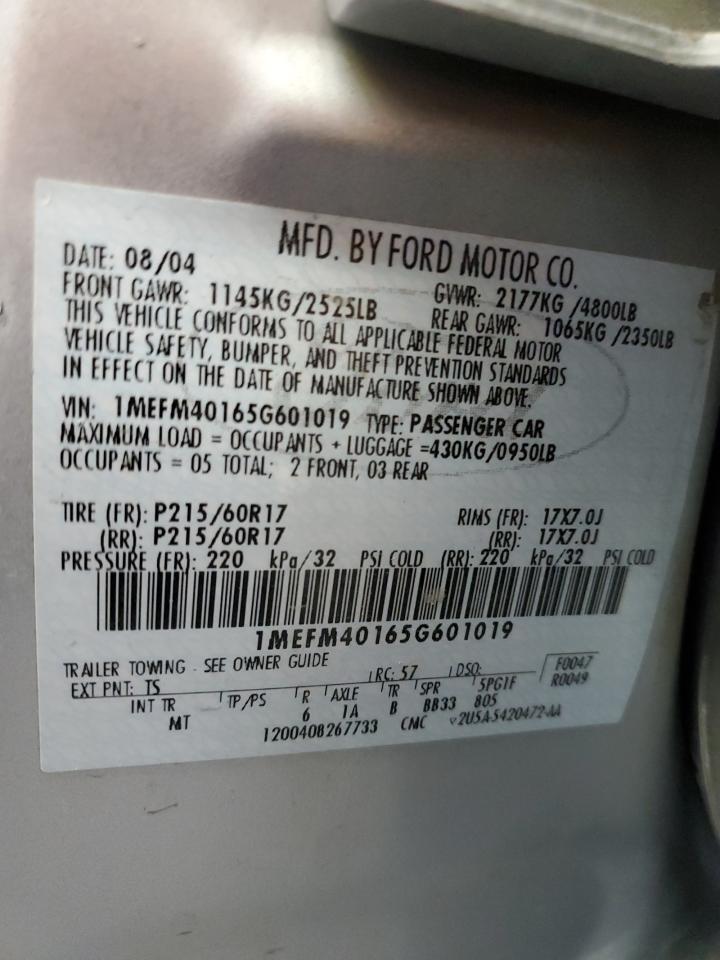 MFD. BY FORD MOTOR CO.
DATE: 08/04 GVWR: 2177KG /4800LB
FRONT GAWR: 1145KG/2525LB REAR GAWR: 1065KG /2350LB
THIS VEHICLE CONFORMS TO ALL APPLICABLE FEDERAL MOTOR
VEHICLE SAFETY, BUMPER, AND THEFT PREVENTION STANDARDS
IN EFFECT ON THE DATE OF MANUFACTURE SHOWN ABOVE.
VIN: 1MEFM40165G601019 TYPE: PASSENGER CAR
MAXIMUM LOAD = OCCUPANTS + LUGGAGE =430KG/0950LB
OCCUPANTS = 05 TOTAL; 2 FRONT, 03 REAR
TIRE (FR): P215/60R17 RIMS (FR): 17X7.0J
(RR): P215/60R17 (RR): 17X7.0J
PRESSURE (FR): 220 kPa/32 PSI COLD (RR): 220 kPa/32 PSI COLD
1MEFM40165G601019
TRAILER TOWING - SEE OWNER GUIDE F0047
EXT PNT: TS RC: 57 DSO: R0049
INT TR TP/PS R AXLE TR SPR 5PG1F
MT 6 1A B BB33 805
1200408267733 CMC 2U5A-5420472-AA